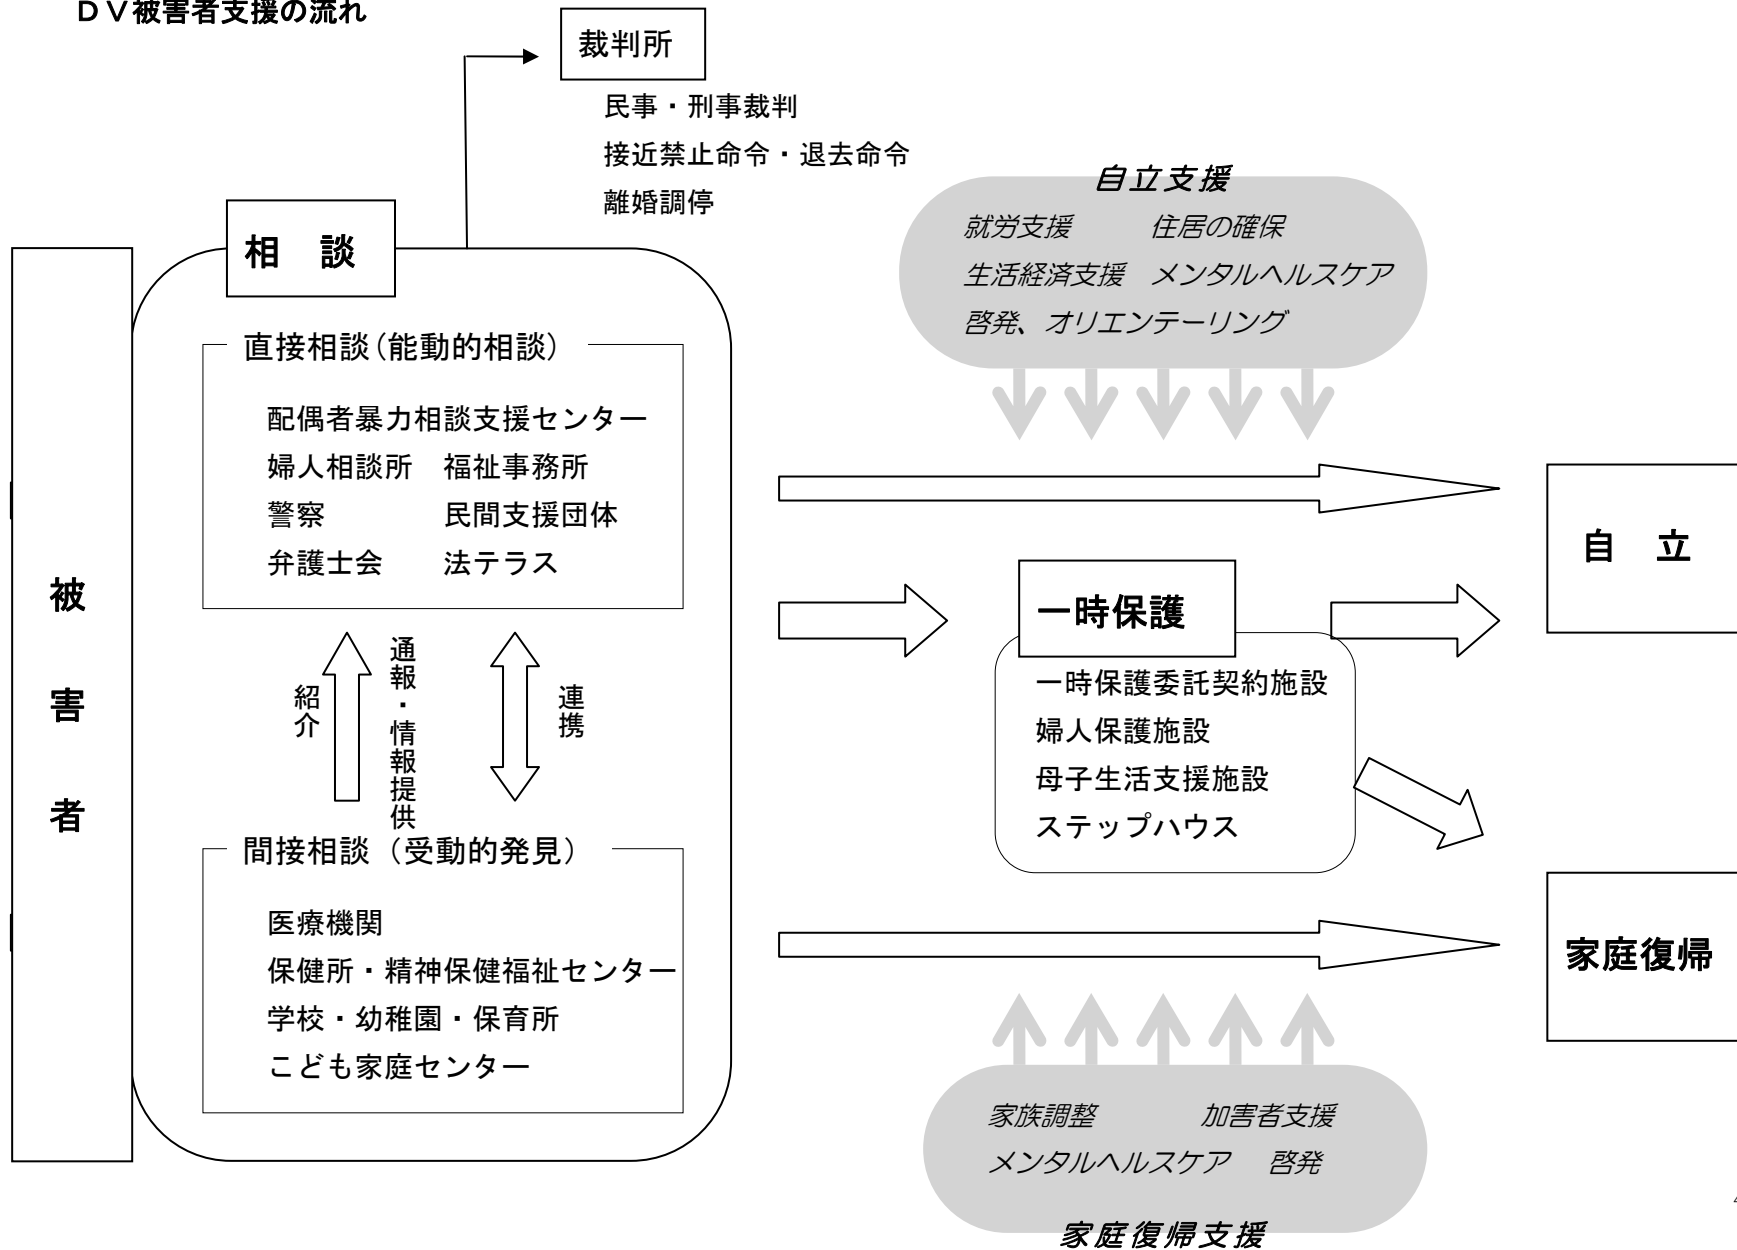 ＤＶ被害者支援の流れ
裁判所
民事・刑事裁判
接近禁止命令・退去命令
離婚調停
被害者
相　談
直接相談(能動的相談)
配偶者暴力相談支援センター
婦人相談所　福祉事務所
警察　民間支援団体
弁護士会　法テラス
紹介
通報・情報提供
連携
間接相談（受動的発見）
医療機関
保健所・精神保健福祉センター
学校・幼稚園・保育所
こども家庭センター
自立支援
就労支援　住居の確保
生活経済支援　メンタルヘルスケア
啓発、オリエンテーリング
一時保護
一時保護委託契約施設
婦人保護施設
母子生活支援施設
ステップハウス
自　立
家庭復帰
家族調整　加害者支援
メンタルヘルスケア　啓発
家庭復帰支援